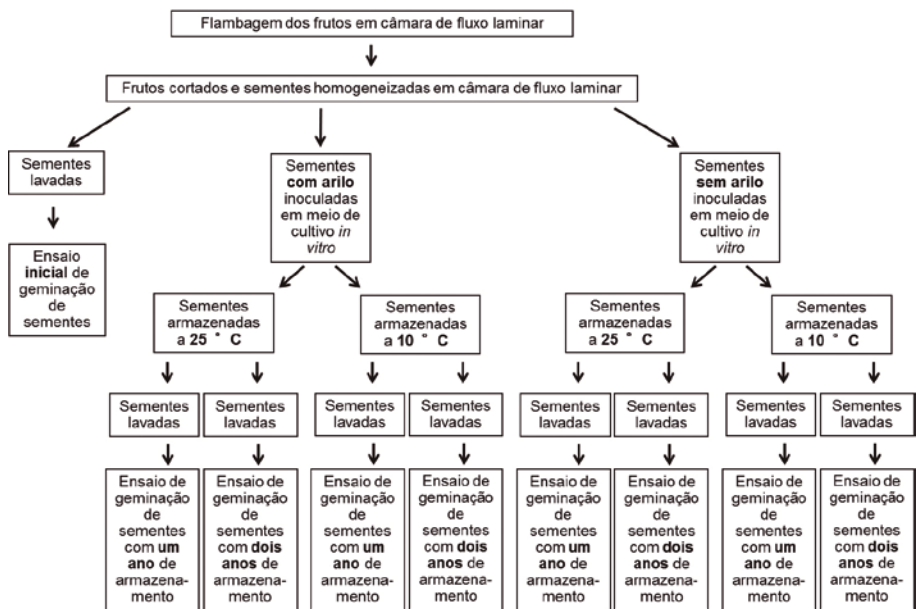 Flambagem dos frutos em câmara de fluxo laminar
Frutos cortados e sementes homogeneizadas em câmara de fluxo laminar
Sementes
lavadas
Ensaio
inicial de
geminação
de
sementes
Sementes
com arilo
inoculadas
em meio de
cultivo in
vitro
Sementes
sem arilo
inoculadas
em meio de
cultivo in
vitro
Sementes
armazenadas
a 25 ° C
Sementes
armazenadas
a 10 ° C
Sementes
armazenadas
a 25 ° C
Sementes
armazenadas
a 10 ° C
Sementes
lavadas
Sementes
lavadas
Sementes
lavadas
Sementes
lavadas
Sementes
lavadas
Sementes
lavadas
Sementes
lavadas
Sementes
lavadas
Ensaio de
geminação
de
sementes
com um
ano de
armazena-
mento
Ensaio de
geminação
de
sementes
com dois
anos de
armazena-
mento
Ensaio de
geminação
de
sementes
com um
ano de
armazena-
mento
Ensaio de
geminação
de
sementes
com dois
anos de
armazena-
mento
Ensaio de
geminação
de
sementes
com um
ano de
armazena-
mento
Ensaio de
geminação
de
sementes
com dois
anos de
armazena-
mento
Ensaio de
geminação
de
sementes
com um
ano de
armazena-
mento
Ensaio de
geminação
de
sementes
com dois
anos de
armazena-
mento